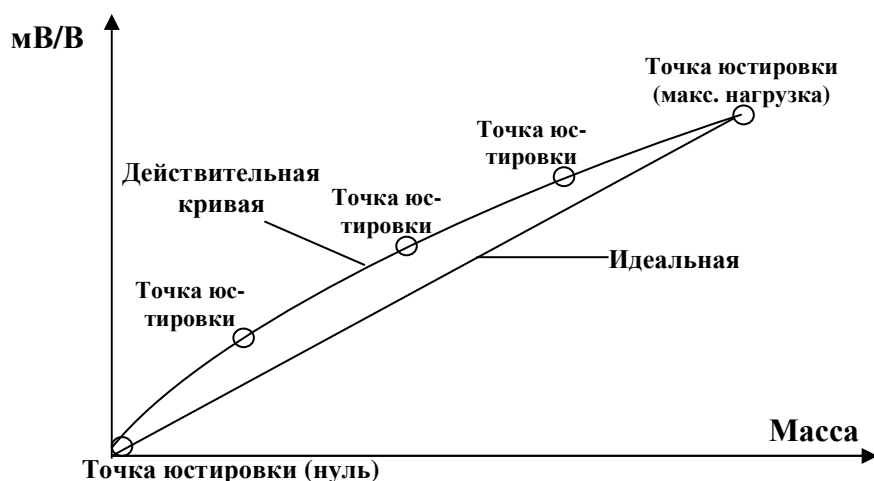 мВ/В
Точка юстировки
(макс. нагрузка)
Точка юс-
тировки
Действительная
кривая
Точка юс-
тировки
Идеальная
Точка юс-
тировки
Масса
Точка юстировки (нуль)